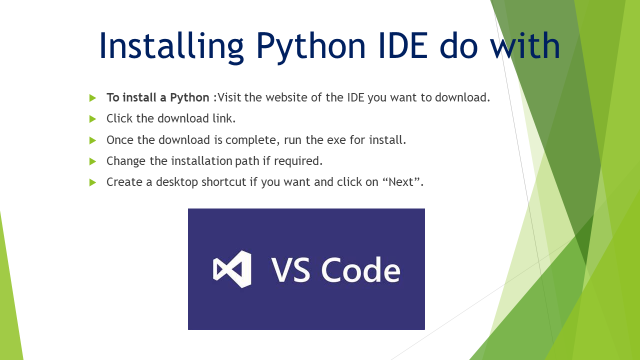 Installing Python IDE do with
To install a Python :Visit the website of the IDE you want to download.
Click the download link.
Once the download is complete, run the exe for install.
Change the installation path if required.
Create a desktop shortcut if you want and click on “Next”.
VS Code